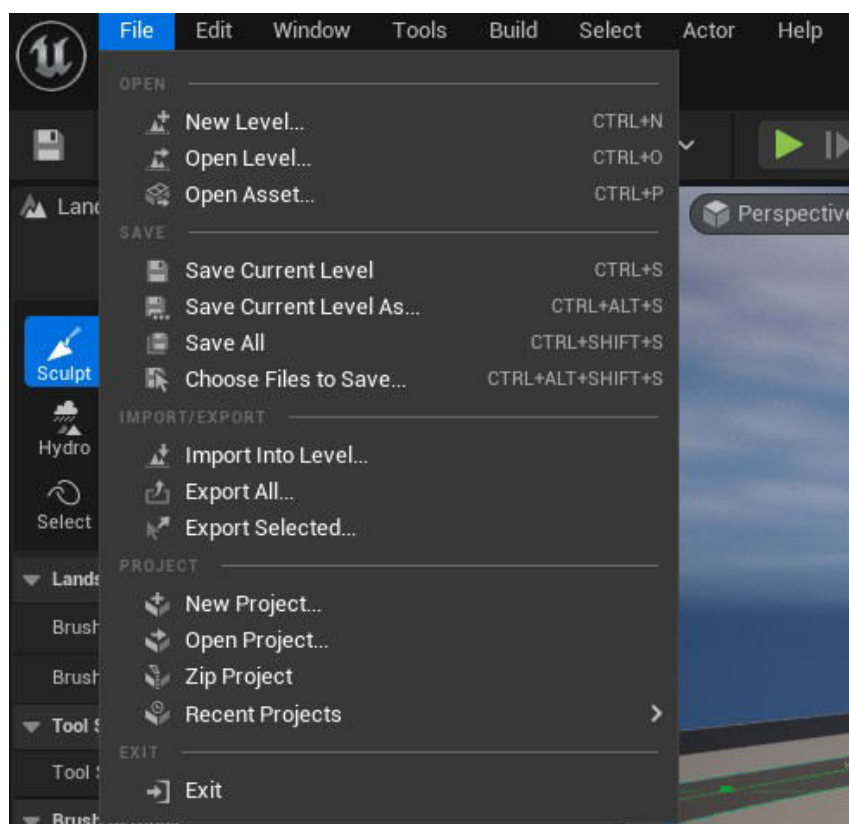 File Edit Window Tools Build Select Actor Help
OPEN
New Level... CTRL+N
Open Level... CTRL+O
Open Asset... CTRL+P
Perspective
SAVE
Save Current Level CTRL+S
Save Current Level As... CTRL+ALT+S
Save All CTRL+SHIFT+S
Sculpt
Choose Files to Save... CTRL+ALT+SHIFT+S
IMPORT/EXPORT
Hydro
Import Into Level...
Export All...
Select
Export Selected...
PROJECT
New Project...
Open Project...
Zip Project
Recent Projects
Tool
EXIT
Tool
Exit